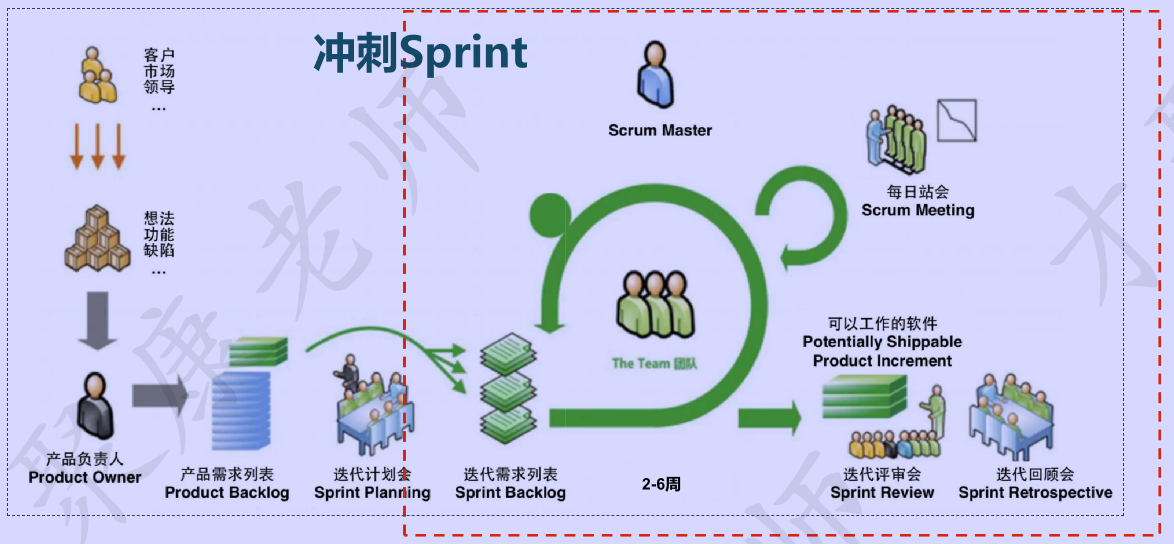 冲刺Sprint
客户
市场
领导
...
Scrum Master
每日站会
Scrum Meeting
想法
功能
缺陷
...
The Team 团队
可以工作的软件
Potentially Shippable
Product Increment
产品负责人
Product Owner
产品需求列表
Product Backlog
迭代计划会
Sprint Planning
迭代需求列表
Sprint Backlog
2-6周
迭代评审会
Sprint Review
迭代回顾会
Sprint Retrospective
康老师
师